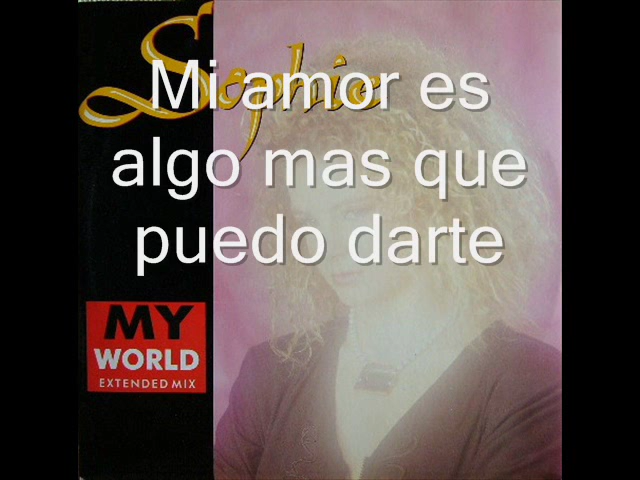 Sophie
Mi amor es
algo mas que
puedo darte
MY
WORLD
EXTENDED MIX